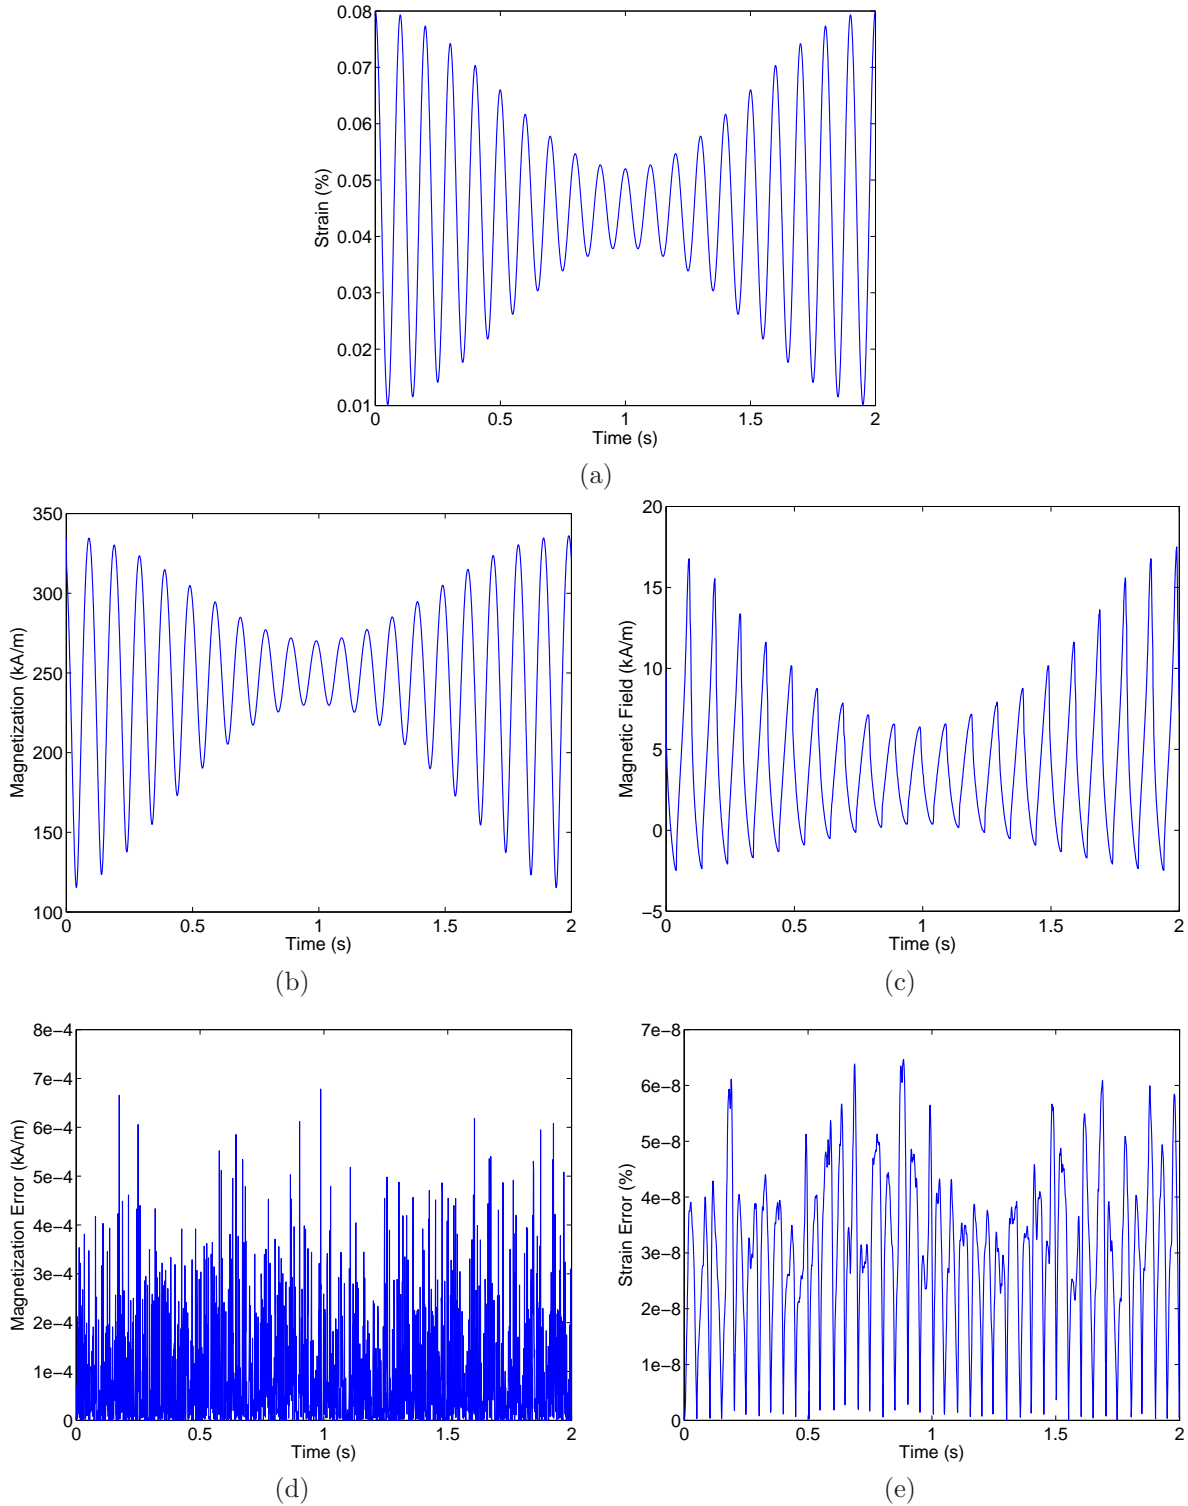 0.08
0.07
0.06
0.05
0.04
0.03
0.02
0.01
Strain (%)
0 0.5 1 1.5 2
Time (s)
(a)
350
300
250
200
150
100
Magnetization (kA/m)
0 0.5 1 1.5 2
Time (s)
(b)
20
15
10
5
0
−5
Magnetic Field (kA/m)
0 0.5 1 1.5 2
Time (s)
(c)
8e−4
7e−4
6e−4
5e−4
4e−4
3e−4
2e−4
1e−4
0
Magnetization Error (kA/m)
0 0.5 1 1.5 2
Time (s)
(d)
7e−8
6e−8
5e−8
4e−8
3e−8
2e−8
1e−8
0
Strain Error (%)
0 0.5 1 1.5 2
Time (s)
(e)